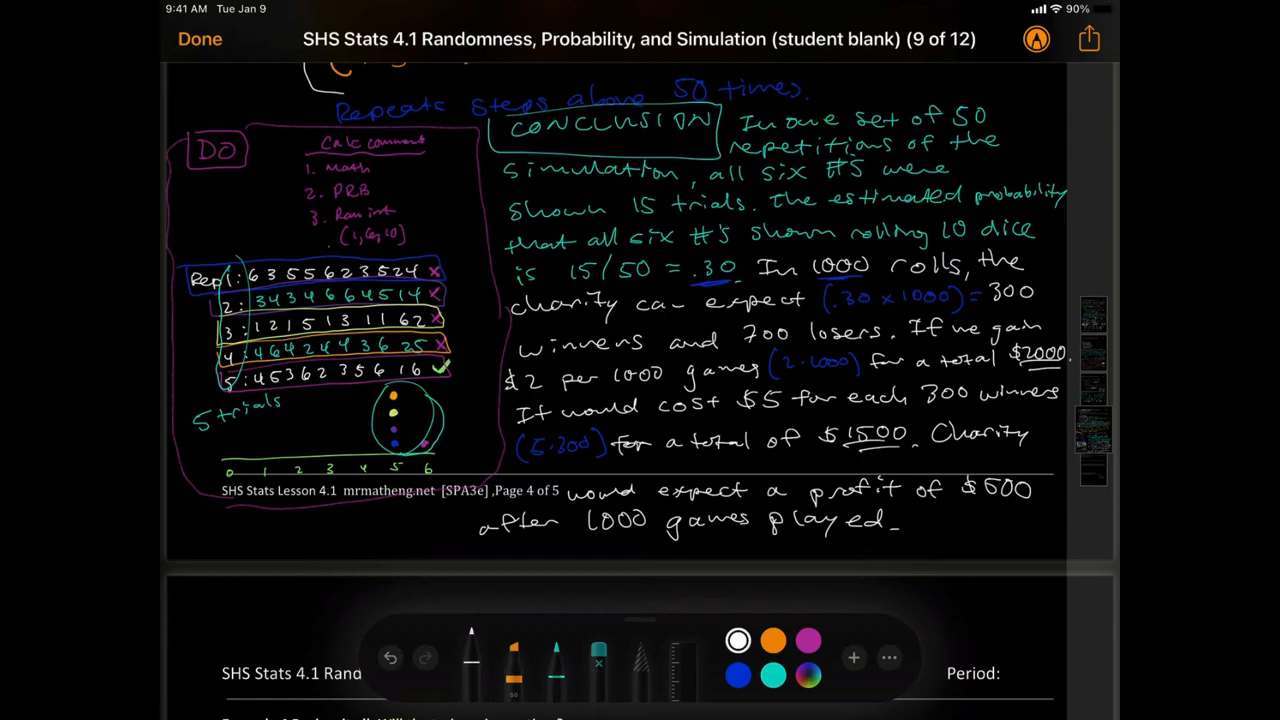 9:41 AM Tue Jan 9
90%
Done
SHS Stats 4.1 Randomness, Probability, and Simulation (student blank) (9 of 12)
Repeats steps above 50 times.
DO
Calc command
1. Math
2. PRB
3. Ran int
(1,6,10)
Rep 1: 6 3 5 5 6 2 3 5 2 4 x
2: 3 4 3 4 6 6 4 5 1 4 x
3: 1 2 1 5 1 3 1 1 6 2 x
4: 4 6 4 2 4 4 3 6 2 5 x
5: 4 5 3 6 2 3 5 6 1 6 ✓
5 trials
0 1 2 3 4 5 6
CONCLUSION In one set of 50
repetitions of the
simulation, all six #'s were
shown 15 trials. The estimated probability
that all six #'s shown rolling 10 dice
is 15/50 = .30 In 1000 rolls, the
charity can expect (.30 x 1000) = 300
winners and 700 losers. If we gain
$2 per 1000 games (2·1000) for a total $2000.
It would cost $5 for each 300 winners
(5·300) for a total of $1500. Charity
SHS Stats Lesson 4.1 mrmatheng.net [SPA3e] ,Page 4 of 5
would expect a profit of $500
after 1000 games played.
SHS Stats 4.1 Rand
Period:
50